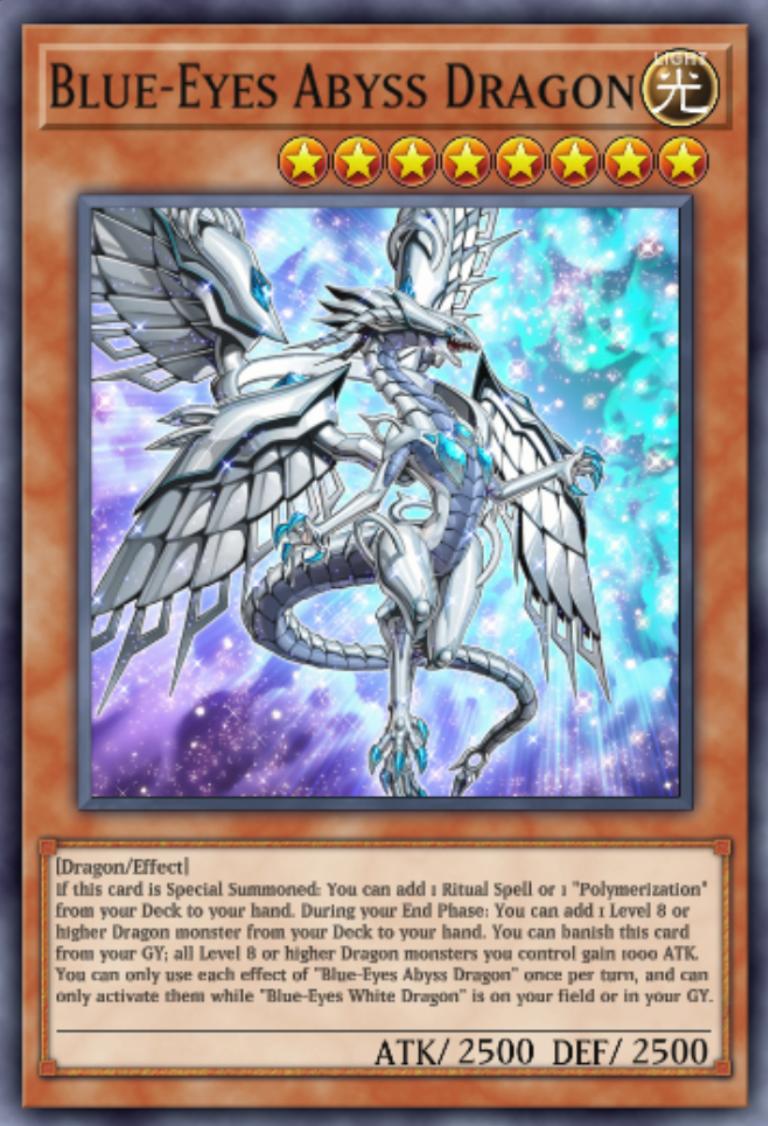 Blue-Eyes Abyss Dragon
LIGHT
光
[Dragon/Effect]
If this card is Special Summoned: You can add 1 Ritual Spell or 1 "Polymerization"
from your Deck to your hand. During your End Phase: You can add 1 Level 8 or
higher Dragon monster from your Deck to your hand. You can banish this card
from your GY; all Level 8 or higher Dragon monsters you control gain 1000 ATK.
You can only use each effect of "Blue-Eyes Abyss Dragon" once per turn, and can
only activate them while "Blue-Eyes White Dragon" is on your field or in your GY.
ATK/ 2500 DEF/ 2500